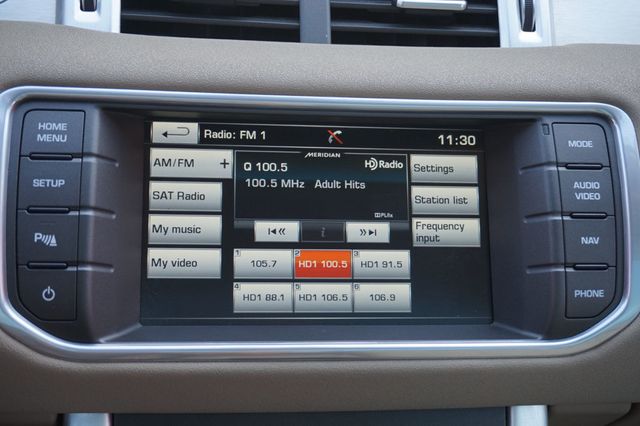 HOME
MENU
SETUP
P
Radio: FM 1
11:30
AM/FM +
SAT Radio
My music
My video
MERIDIAN
Q 100.5
HD Radio
100.5 MHz Adult Hits
PLIIx
i
Settings
Station list
Frequency
input
1 105.7
2 HD1 100.5
3 HD1 91.5
4 HD1 88.1
5 HD1 106.5
6 106.9
MODE
AUDIO
VIDEO
NAV
PHONE